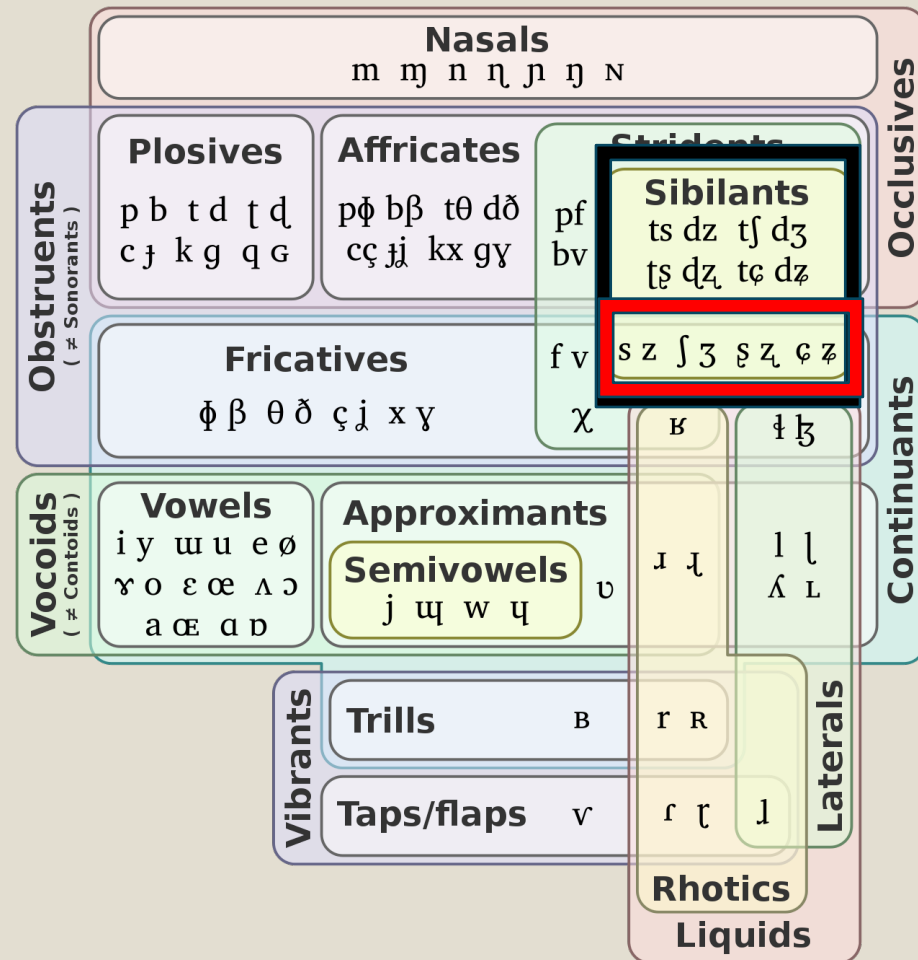 Nasals
m ɱ n ɳ ɲ ŋ ɴ
Occlusives
Obstruents
( ≠ Sonorants )
Plosives
p b t d ʈ ɖ
c ɟ k ɡ q ɢ
Affricates
pɸ bβ tθ dð
cç ɟʝ kx ɡɣ
Stridents
pf
bv
Sibilants
ts dz tʃ dʒ
ʈʂ ɖʐ tɕ dʑ
Fricatives
ɸ β θ ð ç ʝ x ɣ
f v
s z ʃ ʒ ʂ ʐ ɕ ʑ
χ
ʁ
ɬ ɮ
Continuants
Vocoids
( ≠ Contoids )
Vowels
i y ɯ u e ø
ɤ o ɛ œ ʌ ɔ
a ɶ ɑ ɒ
Approximants
Semivowels
j ɰ w ɥ
ʋ
ɹ ɻ
l ɭ
ʎ ʟ
Vibrants
Trills
ʙ
r ʀ
Taps/flaps
ⱱ
ɾ ɽ
ɺ
Laterals
Rhotics
Liquids